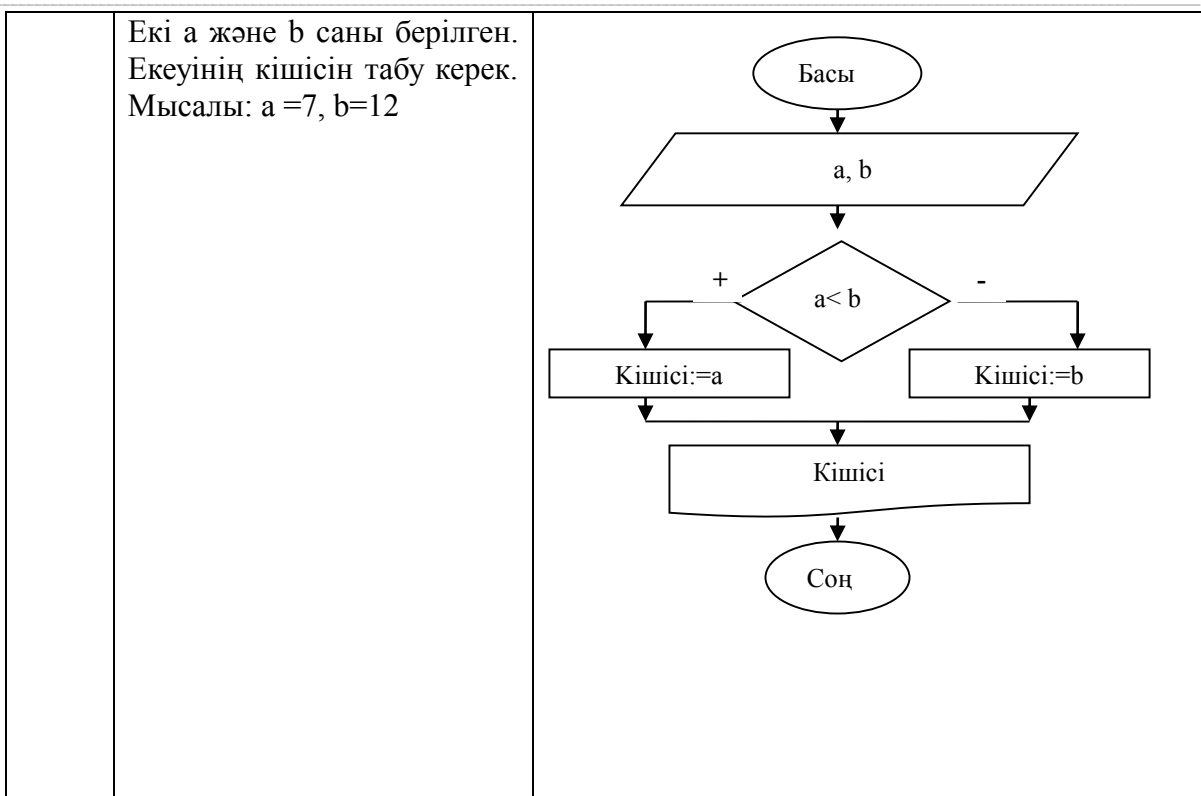 Екі a және b саны берілген.
Екеуінің кішісін табу керек.
Мысалы: a =7, b=12
Басы
a, b
+
a< b
-
Кішісі:=a
Кішісі:=b
Кішісі
Соң